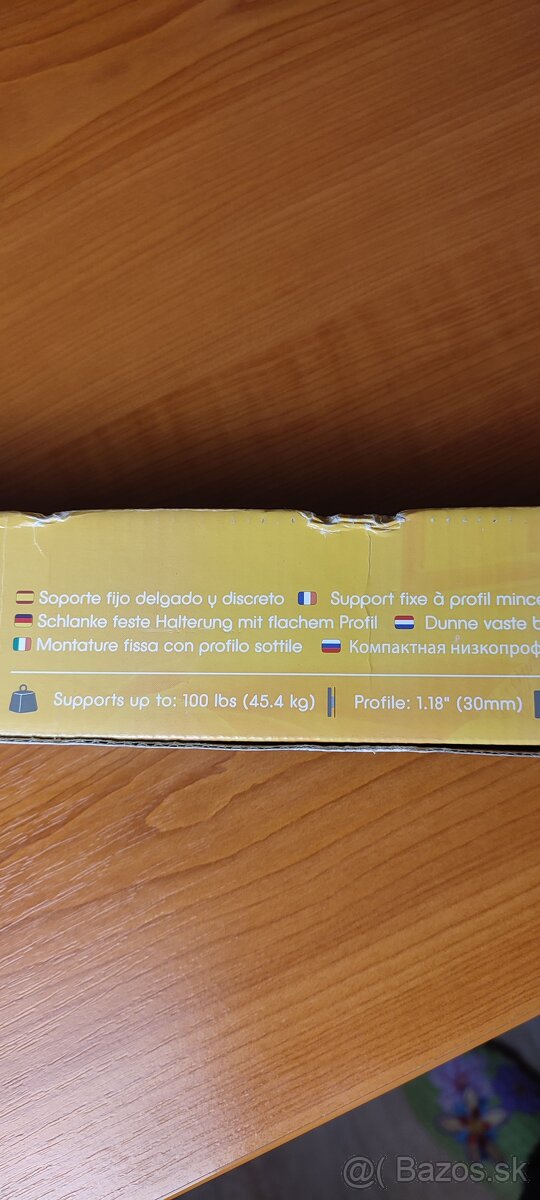 Soporte fijo delgado y discreto Support fixe à profil mince
Schlanke feste Halterung mit flachem Profil Dunne vaste
Montature fissa con profilo sottile Компактная
Supports up to: 100 lbs (45.4 kg) Profile: 1.18" (30mm)
@( Bazos.sk